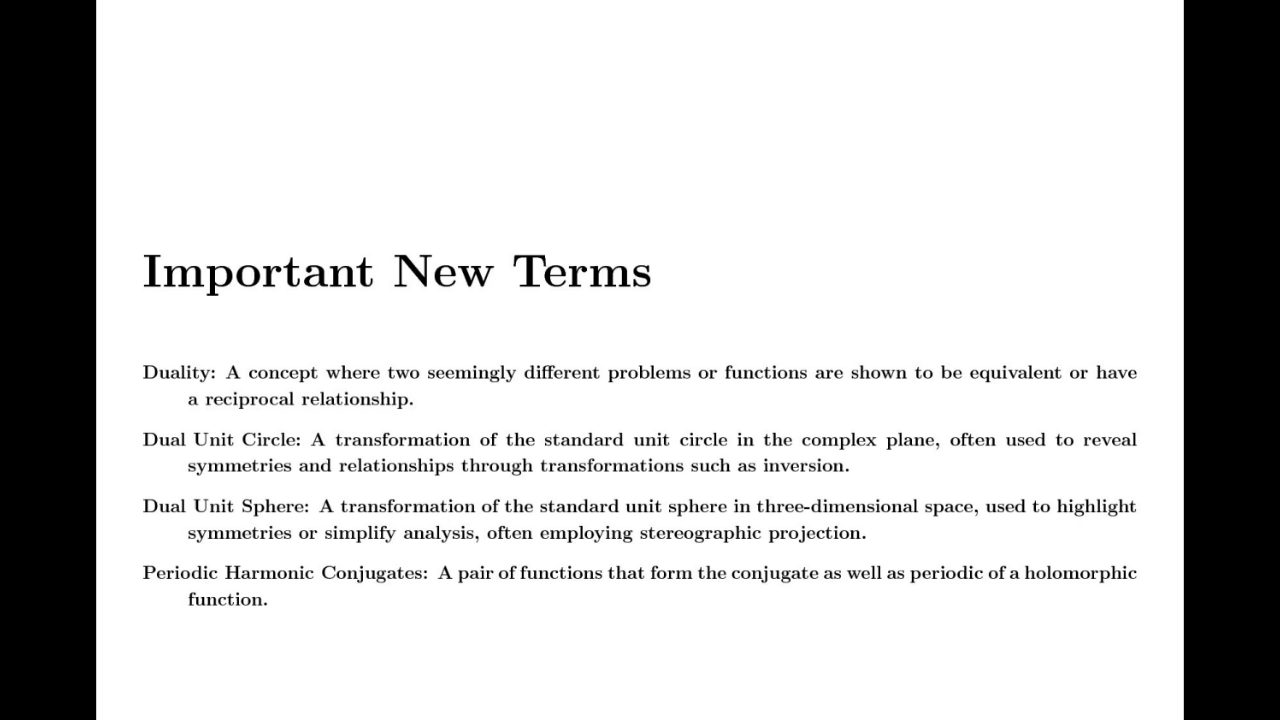 Important New Terms
Duality: A concept where two seemingly different problems or functions are shown to be equivalent or have
a reciprocal relationship.
Dual Unit Circle: A transformation of the standard unit circle in the complex plane, often used to reveal
symmetries and relationships through transformations such as inversion.
Dual Unit Sphere: A transformation of the standard unit sphere in three-dimensional space, used to highlight
symmetries or simplify analysis, often employing stereographic projection.
Periodic Harmonic Conjugates: A pair of functions that form the conjugate as well as periodic of a holomorphic
function.